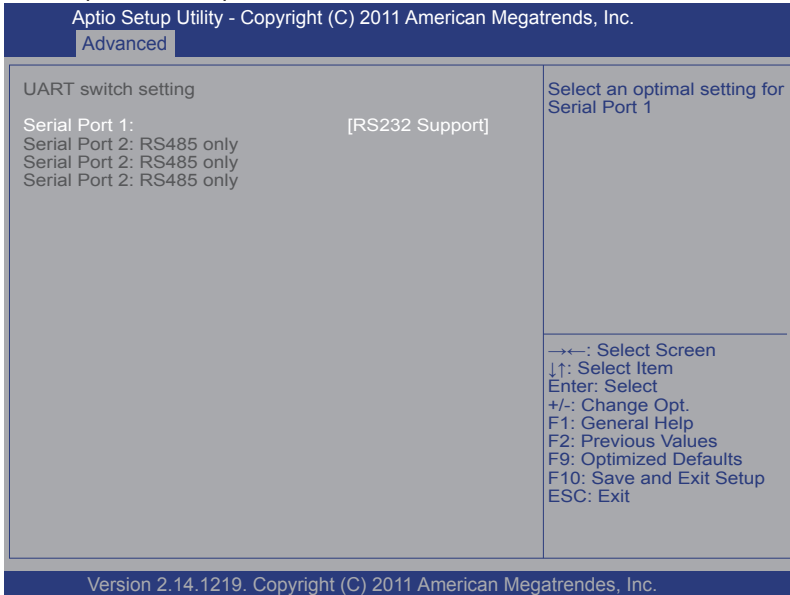 Aptio Setup Utility - Copyright (C) 2011 American Megatrends, Inc.
Advanced
UART switch setting
Serial Port 1: [RS232 Support]
Serial Port 2: RS485 only
Serial Port 2: RS485 only
Serial Port 2: RS485 only
Select an optimal setting for
Serial Port 1
→←: Select Screen
↓↑: Select Item
Enter: Select
+/-: Change Opt.
F1: General Help
F2: Previous Values
F9: Optimized Defaults
F10: Save and Exit Setup
ESC: Exit
Version 2.14.1219. Copyright (C) 2011 American Megatrendes, Inc.